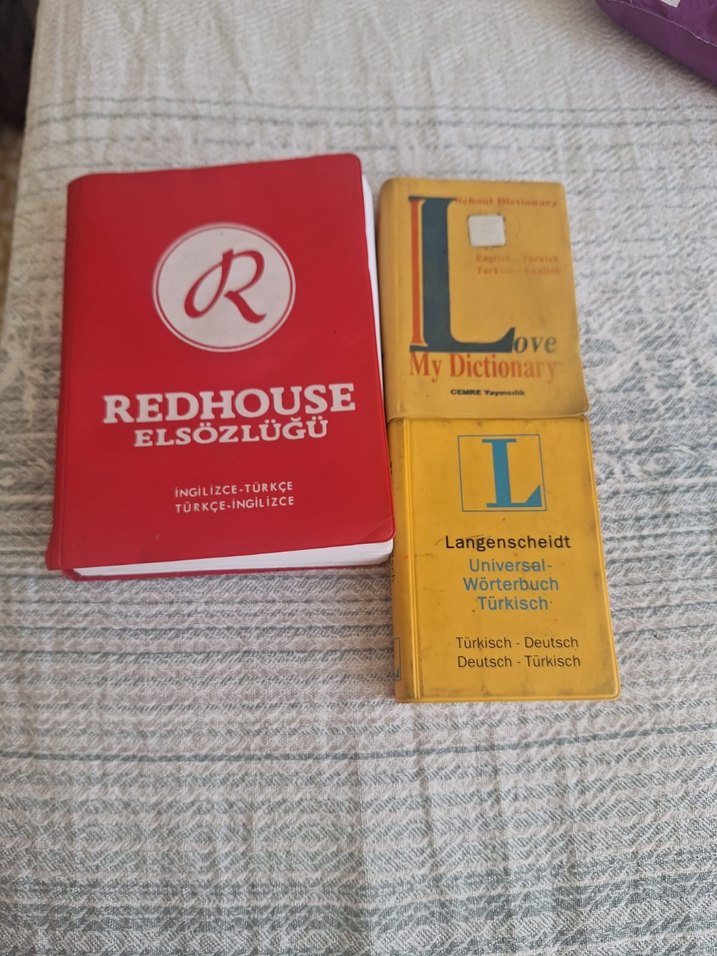 R
REDHOUSE
ELSÖZLÜĞÜ
İNGİLİZCE-TÜRKÇE
TÜRKÇE-İNGİLİZCE
School Dictionary
English - Turkish
Turkish - English
Love
My Dictionary
CEMRE Yayıncılık
L
Langenscheidt
Universal-
Wörterbuch
Türkisch
Türkisch - Deutsch
Deutsch - Türkisch
L